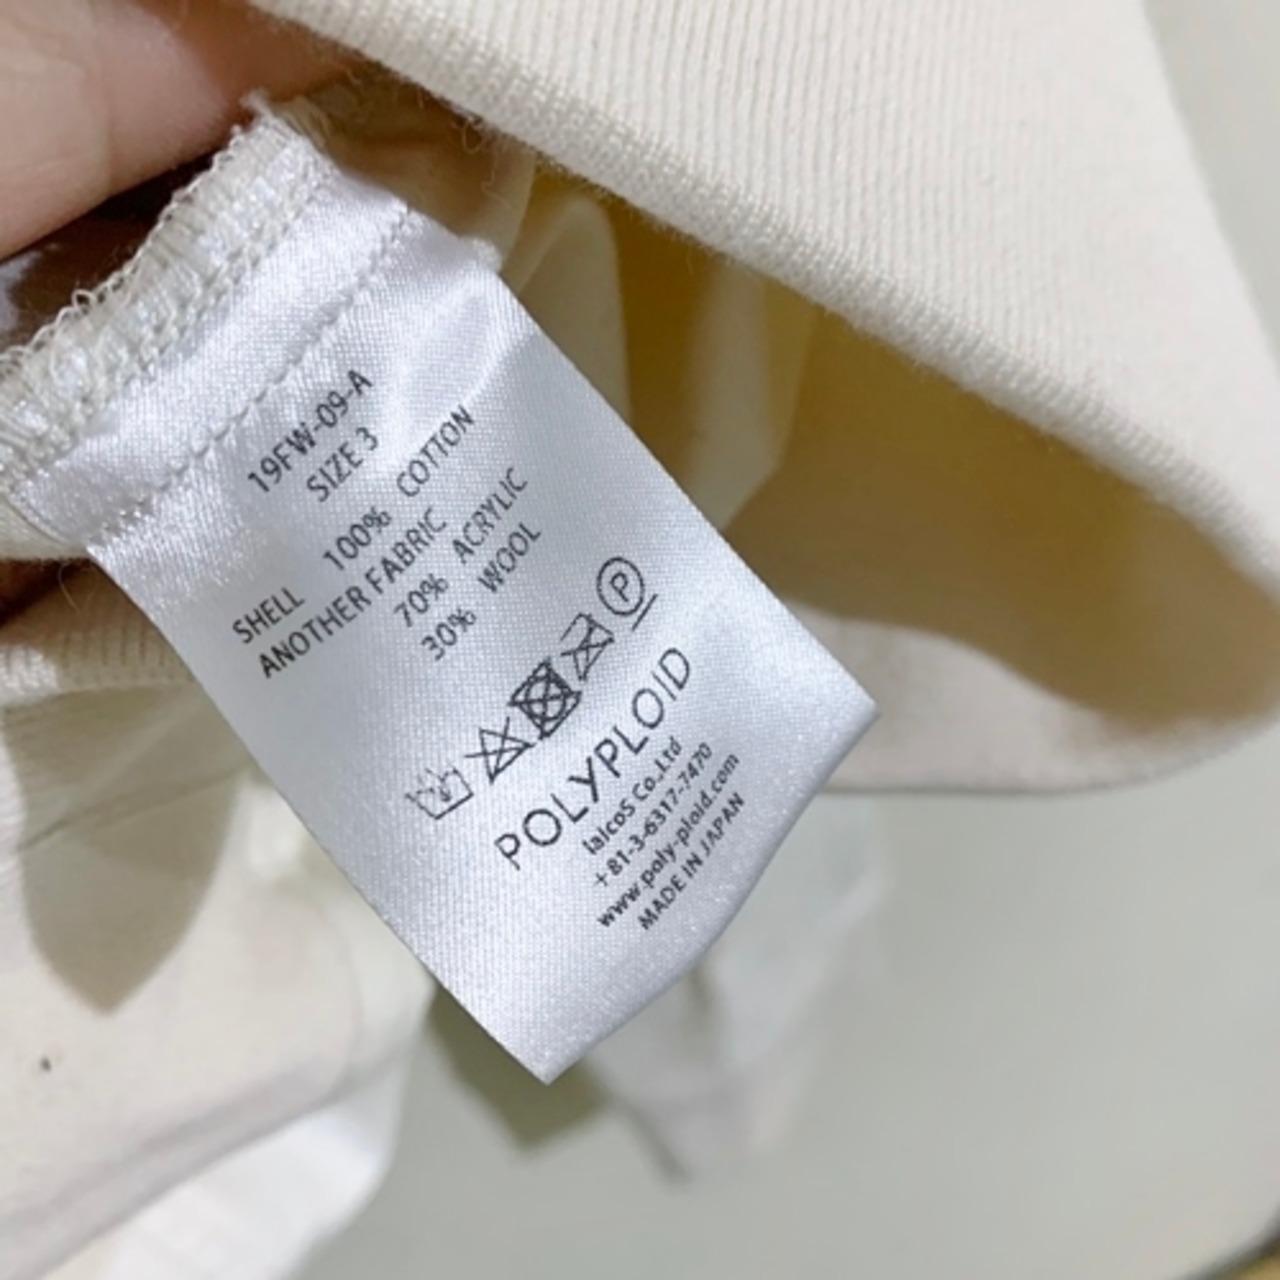 19FW-09-A
SIZE 3
SHELL 100% COTTON
ANOTHER FABRIC
70% ACRYLIC
30% WOOL
P
POLYPLOID
laIcoS Co.,Ltd
+81-3-6317-7470
www.poly-ploid.com
MADE IN JAPAN